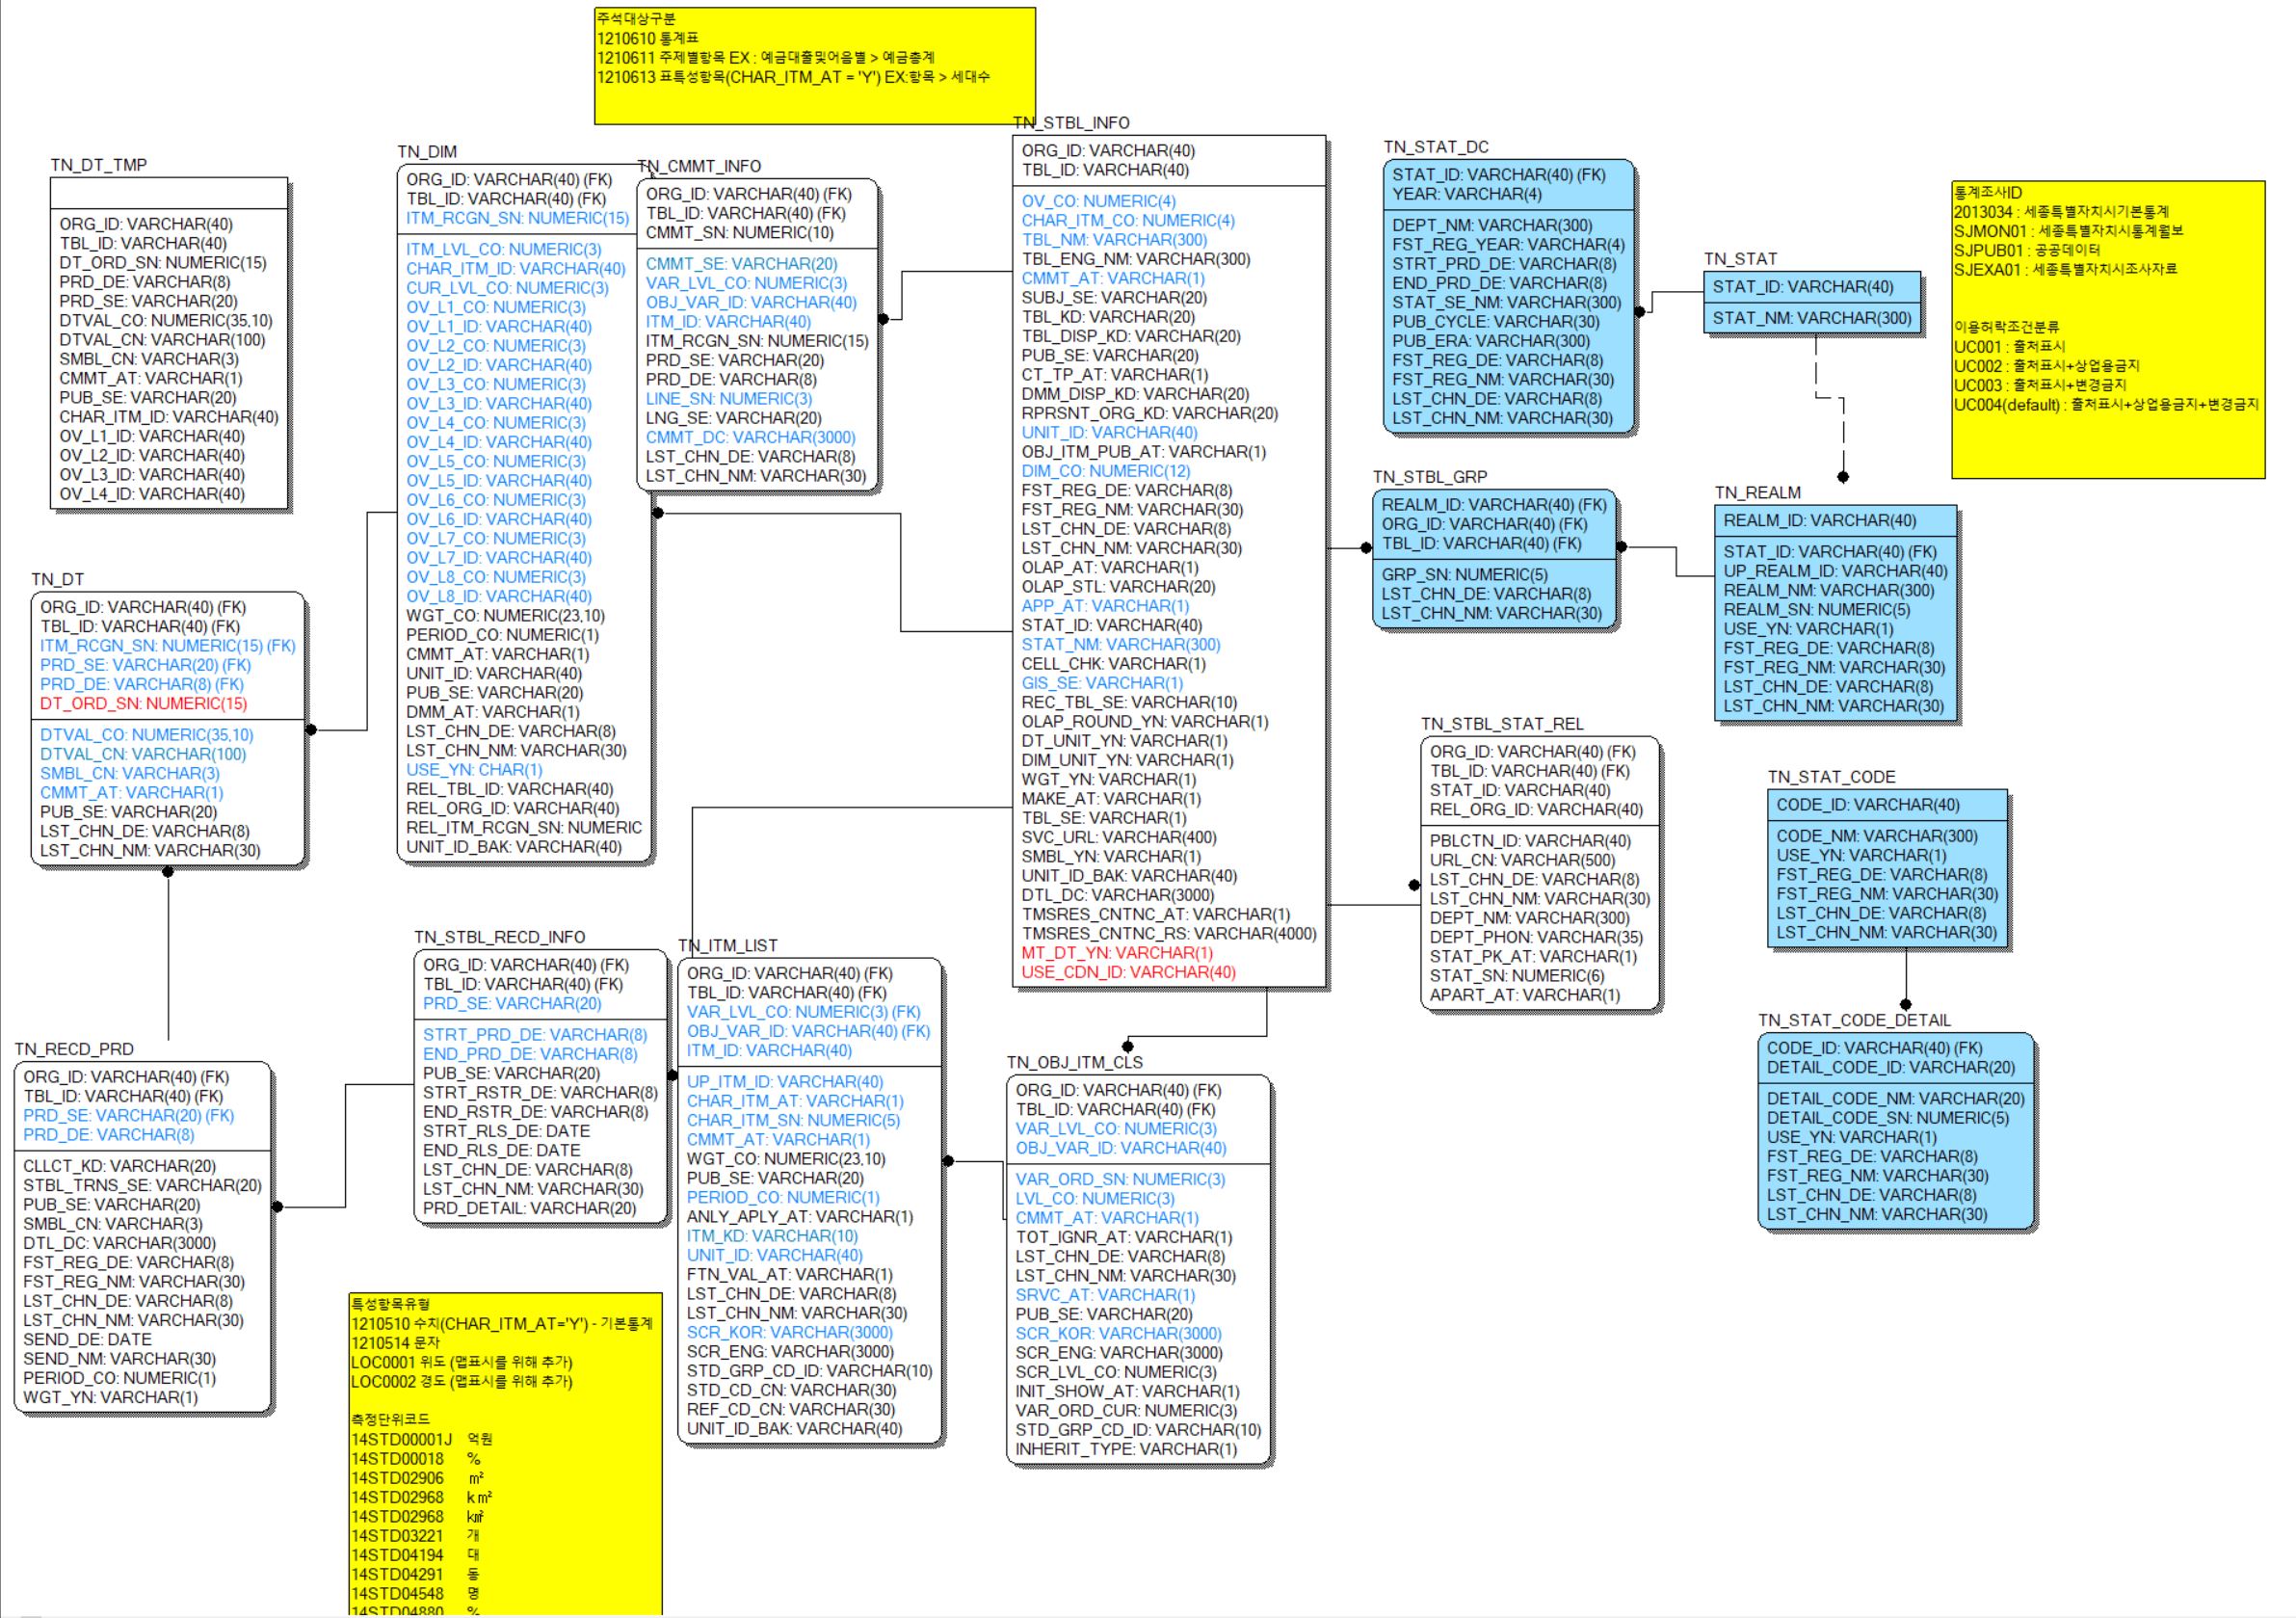 주석대상구분
1210610 통계표
1210611 주제별항목 EX : 예금대출및어음별 > 예금총계
1210613 표특성항목(CHAR_ITM_AT = 'Y') EX:항목 > 세대수
TN_DT_TMP
ORG_ID: VARCHAR(40)
TBL_ID: VARCHAR(40)
DT_ORD_SN: NUMERIC(15)
PRD_DE: VARCHAR(8)
PRD_SE: VARCHAR(20)
DTVAL_CO: NUMERIC(35,10)
DTVAL_CN: VARCHAR(100)
SMBL_CN: VARCHAR(3)
CMMT_AT: VARCHAR(1)
PUB_SE: VARCHAR(20)
CHAR_ITM_ID: VARCHAR(40)
OV_L1_ID: VARCHAR(40)
OV_L2_ID: VARCHAR(40)
OV_L3_ID: VARCHAR(40)
OV_L4_ID: VARCHAR(40)
TN_DIM
ORG_ID: VARCHAR(40) (FK)
TBL_ID: VARCHAR(40) (FK)
ITM_RCGN_SN: NUMERIC(15)
ITM_LVL_CO: NUMERIC(3)
CHAR_ITM_ID: VARCHAR(40)
CUR_LVL_CO: NUMERIC(3)
OV_L1_CO: NUMERIC(3)
OV_L1_ID: VARCHAR(40)
OV_L2_CO: NUMERIC(3)
OV_L2_ID: VARCHAR(40)
OV_L3_CO: NUMERIC(3)
OV_L3_ID: VARCHAR(40)
OV_L4_CO: NUMERIC(3)
OV_L4_ID: VARCHAR(40)
OV_L5_CO: NUMERIC(3)
OV_L5_ID: VARCHAR(40)
OV_L6_CO: NUMERIC(3)
OV_L6_ID: VARCHAR(40)
OV_L7_CO: NUMERIC(3)
OV_L7_ID: VARCHAR(40)
OV_L8_CO: NUMERIC(3)
OV_L8_ID: VARCHAR(40)
WGT_CO: NUMERIC(23,10)
PERIOD_CO: NUMERIC(1)
CMMT_AT: VARCHAR(1)
UNIT_ID: VARCHAR(40)
PUB_SE: VARCHAR(20)
DMM_AT: VARCHAR(1)
LST_CHN_DE: VARCHAR(8)
LST_CHN_NM: VARCHAR(30)
USE_YN: CHAR(1)
REL_TBL_ID: VARCHAR(40)
REL_ORG_ID: VARCHAR(40)
REL_ITM_RCGN_SN: NUMERIC
UNIT_ID_BAK: VARCHAR(40)
TN_CMMT_INFO
ORG_ID: VARCHAR(40) (FK)
TBL_ID: VARCHAR(40) (FK)
CMMT_SN: NUMERIC(10)
CMMT_SE: VARCHAR(20)
VAR_LVL_CO: NUMERIC(3)
OBJ_VAR_ID: VARCHAR(40)
ITM_ID: VARCHAR(40)
ITM_RCGN_SN: NUMERIC(15)
PRD_SE: VARCHAR(20)
PRD_DE: VARCHAR(8)
LINE_SN: NUMERIC(3)
LNG_SE: VARCHAR(20)
CMMT_DC: VARCHAR(3000)
LST_CHN_DE: VARCHAR(8)
LST_CHN_NM: VARCHAR(30)
TN_STBL_INFO
ORG_ID: VARCHAR(40)
TBL_ID: VARCHAR(40)
OV_CO: NUMERIC(4)
CHAR_ITM_CO: NUMERIC(4)
TBL_NM: VARCHAR(300)
TBL_ENG_NM: VARCHAR(300)
CMMT_AT: VARCHAR(1)
SUBJ_SE: VARCHAR(20)
TBL_KD: VARCHAR(20)
TBL_DISP_KD: VARCHAR(20)
PUB_SE: VARCHAR(20)
CT_TP_AT: VARCHAR(1)
DMM_DISP_KD: VARCHAR(20)
RPRSNT_ORG_KD: VARCHAR(20)
UNIT_ID: VARCHAR(40)
OBJ_ITM_PUB_AT: VARCHAR(1)
DIM_CO: NUMERIC(12)
FST_REG_DE: VARCHAR(8)
FST_REG_NM: VARCHAR(30)
LST_CHN_DE: VARCHAR(8)
LST_CHN_NM: VARCHAR(30)
OLAP_AT: VARCHAR(1)
OLAP_STL: VARCHAR(20)
APP_AT: VARCHAR(1)
STAT_ID: VARCHAR(40)
STAT_NM: VARCHAR(300)
CELL_CHK: VARCHAR(1)
GIS_SE: VARCHAR(1)
REC_TBL_SE: VARCHAR(10)
OLAP_ROUND_YN: VARCHAR(1)
DT_UNIT_YN: VARCHAR(1)
DIM_UNIT_YN: VARCHAR(1)
WGT_YN: VARCHAR(1)
MAKE_AT: VARCHAR(1)
TBL_SE: VARCHAR(1)
SVC_URL: VARCHAR(400)
SMBL_YN: VARCHAR(1)
UNIT_ID_BAK: VARCHAR(40)
DTL_DC: VARCHAR(3000)
TMSRES_CNTNC_AT: VARCHAR(1)
TMSRES_CNTNC_RS: VARCHAR(4000)
MT_DT_YN: VARCHAR(1)
USE_CDN_ID: VARCHAR(40)
TN_STAT_DC
STAT_ID: VARCHAR(40) (FK)
YEAR: VARCHAR(4)
DEPT_NM: VARCHAR(300)
FST_REG_YEAR: VARCHAR(4)
STRT_PRD_DE: VARCHAR(8)
END_PRD_DE: VARCHAR(8)
STAT_SE_NM: VARCHAR(300)
PUB_CYCLE: VARCHAR(30)
PUB_ERA: VARCHAR(300)
FST_REG_DE: VARCHAR(8)
FST_REG_NM: VARCHAR(30)
LST_CHN_DE: VARCHAR(8)
LST_CHN_NM: VARCHAR(30)
TN_STAT
STAT_ID: VARCHAR(40)
STAT_NM: VARCHAR(300)
통계조사ID
2013034 : 세종특별자치시기본통계
SJMON01 : 세종특별자치시통계월보
SJPUB01 : 공공데이터
SJEXA01 : 세종특별자치시조사자료
이용허락조건분류
UC001 : 출처표시
UC002 : 출처표시+상업용금지
UC003 : 출처표시+변경금지
UC004(default) : 출처표시+상업용금지+변경금지
TN_STBL_GRP
REALM_ID: VARCHAR(40) (FK)
ORG_ID: VARCHAR(40) (FK)
TBL_ID: VARCHAR(40) (FK)
GRP_SN: NUMERIC(5)
LST_CHN_DE: VARCHAR(8)
LST_CHN_NM: VARCHAR(30)
TN_REALM
REALM_ID: VARCHAR(40)
STAT_ID: VARCHAR(40) (FK)
UP_REALM_ID: VARCHAR(40)
REALM_NM: VARCHAR(300)
REALM_SN: NUMERIC(5)
USE_YN: VARCHAR(1)
FST_REG_DE: VARCHAR(8)
FST_REG_NM: VARCHAR(30)
LST_CHN_DE: VARCHAR(8)
LST_CHN_NM: VARCHAR(30)
TN_DT
ORG_ID: VARCHAR(40) (FK)
TBL_ID: VARCHAR(40) (FK)
ITM_RCGN_SN: NUMERIC(15) (FK)
PRD_SE: VARCHAR(20) (FK)
PRD_DE: VARCHAR(8) (FK)
DT_ORD_SN: NUMERIC(15)
DTVAL_CO: NUMERIC(35,10)
DTVAL_CN: VARCHAR(100)
SMBL_CN: VARCHAR(3)
CMMT_AT: VARCHAR(1)
PUB_SE: VARCHAR(20)
LST_CHN_DE: VARCHAR(8)
LST_CHN_NM: VARCHAR(30)
TN_STBL_STAT_REL
ORG_ID: VARCHAR(40) (FK)
TBL_ID: VARCHAR(40) (FK)
STAT_ID: VARCHAR(40)
REL_ORG_ID: VARCHAR(40)
PBLCTN_ID: VARCHAR(40)
URL_CN: VARCHAR(500)
LST_CHN_DE: VARCHAR(8)
LST_CHN_NM: VARCHAR(30)
DEPT_NM: VARCHAR(300)
DEPT_PHON: VARCHAR(35)
STAT_PK_AT: VARCHAR(1)
STAT_SN: NUMERIC(6)
APART_AT: VARCHAR(1)
TN_STAT_CODE
CODE_ID: VARCHAR(40)
CODE_NM: VARCHAR(300)
USE_YN: VARCHAR(1)
FST_REG_DE: VARCHAR(8)
FST_REG_NM: VARCHAR(30)
LST_CHN_DE: VARCHAR(8)
LST_CHN_NM: VARCHAR(30)
TN_STAT_CODE_DETAIL
CODE_ID: VARCHAR(40) (FK)
DETAIL_CODE_ID: VARCHAR(20)
DETAIL_CODE_NM: VARCHAR(20)
DETAIL_CODE_SN: NUMERIC(5)
USE_YN: VARCHAR(1)
FST_REG_DE: VARCHAR(8)
FST_REG_NM: VARCHAR(30)
LST_CHN_DE: VARCHAR(8)
LST_CHN_NM: VARCHAR(30)
TN_RECD_PRD
ORG_ID: VARCHAR(40) (FK)
TBL_ID: VARCHAR(40) (FK)
PRD_SE: VARCHAR(20) (FK)
PRD_DE: VARCHAR(8)
CLLCT_KD: VARCHAR(20)
STBL_TRNS_SE: VARCHAR(20)
PUB_SE: VARCHAR(20)
SMBL_CN: VARCHAR(3)
DTL_DC: VARCHAR(3000)
FST_REG_DE: VARCHAR(8)
FST_REG_NM: VARCHAR(30)
LST_CHN_DE: VARCHAR(8)
LST_CHN_NM: VARCHAR(30)
SEND_DE: DATE
SEND_NM: VARCHAR(30)
PERIOD_CO: NUMERIC(1)
WGT_YN: VARCHAR(1)
TN_STBL_RECD_INFO
ORG_ID: VARCHAR(40) (FK)
TBL_ID: VARCHAR(40) (FK)
PRD_SE: VARCHAR(20)
STRT_PRD_DE: VARCHAR(8)
END_PRD_DE: VARCHAR(8)
PUB_SE: VARCHAR(20)
STRT_RSTR_DE: VARCHAR(8)
END_RSTR_DE: VARCHAR(8)
STRT_RLS_DE: DATE
END_RLS_DE: DATE
LST_CHN_DE: VARCHAR(8)
LST_CHN_NM: VARCHAR(30)
PRD_DETAIL: VARCHAR(20)
TN_ITM_LIST
ORG_ID: VARCHAR(40) (FK)
TBL_ID: VARCHAR(40) (FK)
VAR_LVL_CO: NUMERIC(3) (FK)
OBJ_VAR_ID: VARCHAR(40) (FK)
ITM_ID: VARCHAR(40)
UP_ITM_ID: VARCHAR(40)
CHAR_ITM_AT: VARCHAR(1)
CHAR_ITM_SN: NUMERIC(5)
CMMT_AT: VARCHAR(1)
WGT_CO: NUMERIC(23,10)
PUB_SE: VARCHAR(20)
PERIOD_CO: NUMERIC(1)
ANLY_APLY_AT: VARCHAR(1)
ITM_KD: VARCHAR(10)
UNIT_ID: VARCHAR(40)
FTN_VAL_AT: VARCHAR(1)
LST_CHN_DE: VARCHAR(8)
LST_CHN_NM: VARCHAR(30)
SCR_KOR: VARCHAR(3000)
SCR_ENG: VARCHAR(3000)
STD_GRP_CD_ID: VARCHAR(10)
STD_CD_CN: VARCHAR(30)
REF_CD_CN: VARCHAR(30)
UNIT_ID_BAK: VARCHAR(40)
TN_OBJ_ITM_CLS
ORG_ID: VARCHAR(40) (FK)
TBL_ID: VARCHAR(40) (FK)
VAR_LVL_CO: NUMERIC(3)
OBJ_VAR_ID: VARCHAR(40)
VAR_ORD_SN: NUMERIC(3)
LVL_CO: NUMERIC(3)
CMMT_AT: VARCHAR(1)
TOT_IGNR_AT: VARCHAR(1)
LST_CHN_DE: VARCHAR(8)
LST_CHN_NM: VARCHAR(30)
SRVC_AT: VARCHAR(1)
PUB_SE: VARCHAR(20)
SCR_KOR: VARCHAR(3000)
SCR_ENG: VARCHAR(3000)
SCR_LVL_CO: NUMERIC(3)
INIT_SHOW_AT: VARCHAR(1)
VAR_ORD_CUR: NUMERIC(3)
STD_GRP_CD_ID: VARCHAR(10)
INHERIT_TYPE: VARCHAR(1)
특성항목유형
1210510 수치(CHAR_ITM_AT='Y') - 기본통계
1210514 문자
LOC0001 위도 (맵표시를 위해 추가)
LOC0002 경도 (맵표시를 위해 추가)
측정단위코드
14STD00001J 억원
14STD00018 %
14STD02906 ㎡
14STD02968 k㎡
14STD02968 ㎢
14STD03221 개
14STD04194 대
14STD04291 동
14STD04548 명
14STD04880 %